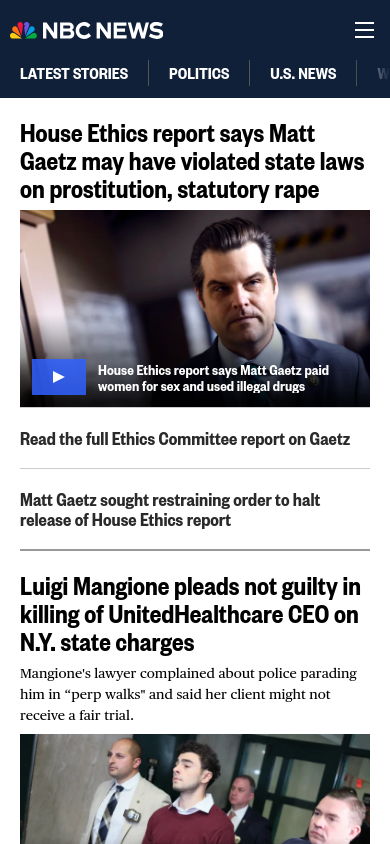 NBC NEWS
LATEST STORIES
POLITICS
U.S. NEWS
House Ethics report says Matt
Gaetz may have violated state laws
on prostitution, statutory rape
House Ethics report says Matt Gaetz paid
women for sex and used illegal drugs
Read the full Ethics Committee report on Gaetz
Matt Gaetz sought restraining order to halt
release of House Ethics report
Luigi Mangione pleads not guilty in
killing of UnitedHealthcare CEO on
N.Y. state charges
Mangione's lawyer complained about police parading
him in “perp walks" and said her client might not
receive a fair trial.